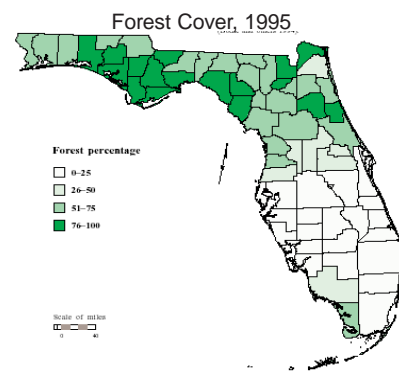 Forest Cover, 1995
Forest percentage
0–25
26–50
51–75
76–100
Scale of miles
0 40